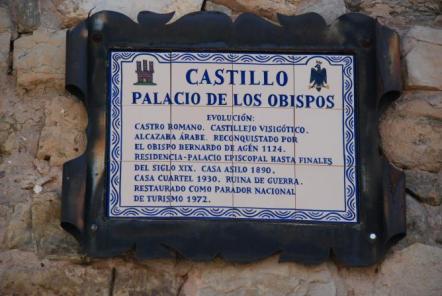 CASTILLO
PALACIO DE LOS OBISPOS
EVOLUCIÓN:
CASTRO ROMANO. CASTILLEJO VISIGÓTICO.
ALCAZABA ÁRABE. RECONQUISTADO POR
EL OBISPO BERNARDO DE AGÉN 1124.
RESIDENCIA-PALACIO EPISCOPAL HASTA FINALES
DEL SIGLO XIX. CASA ASILO 1890.
CASA CUARTEL 1930. RUINA DE GUERRA.
RESTAURADO COMO PARADOR NACIONAL
DE TURISMO 1972.